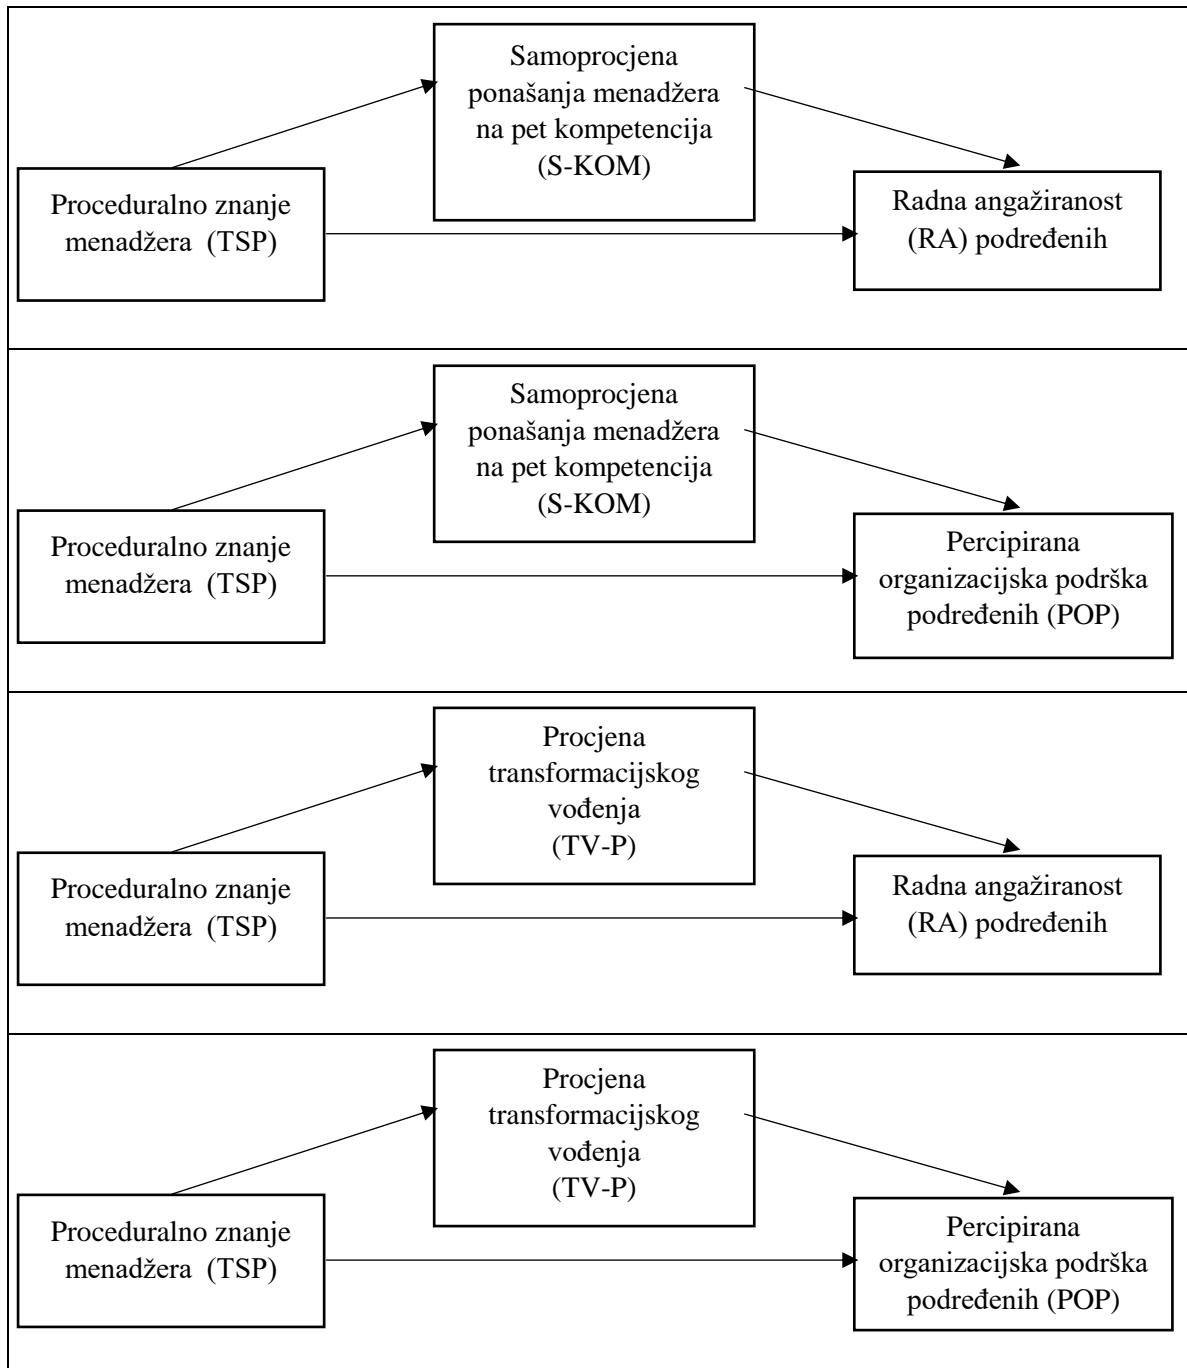 Samoprocjena
ponašanja menadžera
na pet kompetencija
(S-KOM)
Proceduralno znanje
menadžera (TSP)
Radna angažiranost
(RA) podređenih
Samoprocjena
ponašanja menadžera
na pet kompetencija
(S-KOM)
Proceduralno znanje
menadžera (TSP)
Percipirana
organizacijska podrška
podređenih (POP)
Procjena
transformacijskog
vođenja
(TV-P)
Proceduralno znanje
menadžera (TSP)
Radna angažiranost
(RA) podređenih
Procjena
transformacijskog
vođenja
(TV-P)
Proceduralno znanje
menadžera (TSP)
Percipirana
organizacijska podrška
podređenih (POP)